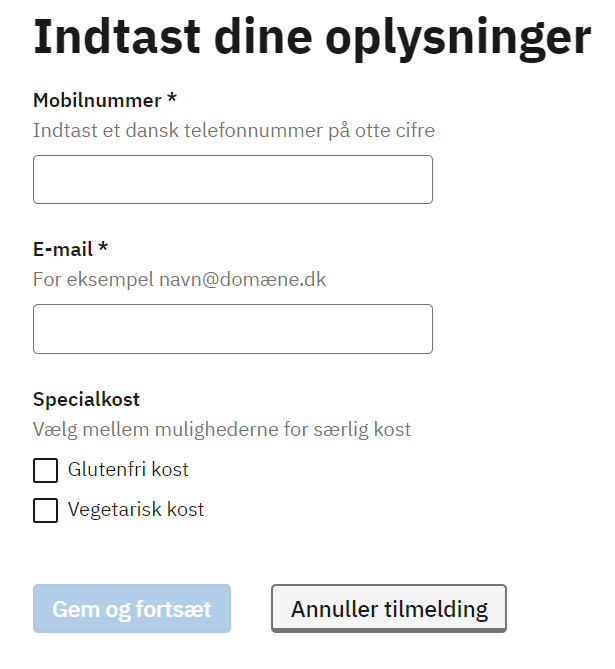 Indtast dine oplysninger
Mobilnummer *
Indtast et dansk telefonnummer på otte cifre
E-mail *
For eksempel navn@domæne.dk
Specialkost
Vælg mellem mulighederne for særlig kost
Glutenfri kost
Vegetarisk kost
Gem og fortsæt
Annuller tilmelding